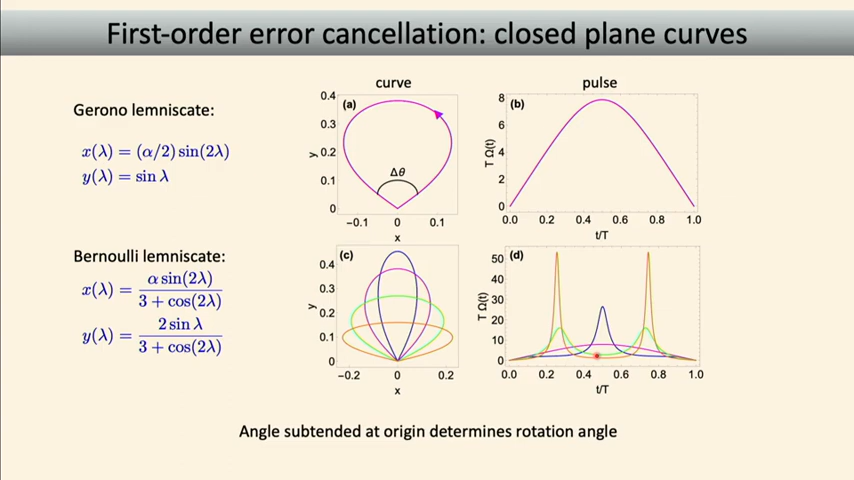 First-order error cancellation: closed plane curves
curve
pulse
Gerono lemniscate:
x(λ) = (α/2) sin(2λ)
y(λ) = sin λ
(a)
0.4
0.3
0.2
0.1
0
y
Δθ
−0.1 0 0.1
x
(b)
8
6
4
2
0
T Ω(t)
0.0 0.2 0.4 0.6 0.8 1.0
t/T
Bernoulli lemniscate:
x(λ) = α sin(2λ) / 3 + cos(2λ)
y(λ) = 2 sin λ / 3 + cos(2λ)
(c)
0.4
0.3
0.2
0.1
0
y
−0.2 0 0.2
x
(d)
50
40
30
20
10
0
T Ω(t)
0.0 0.2 0.4 0.6 0.8 1.0
t/T
Angle subtended at origin determines rotation angle